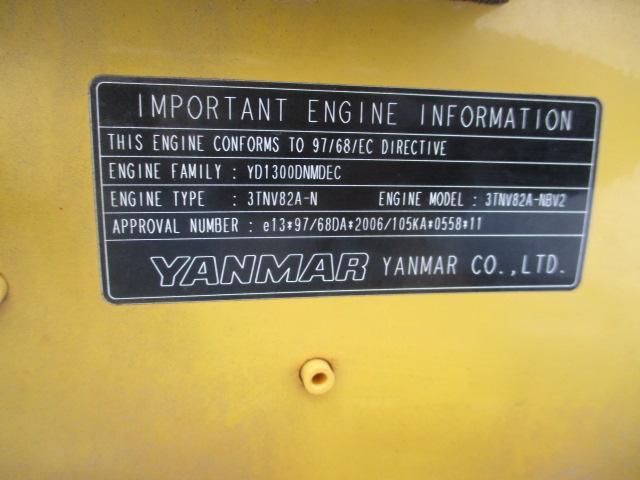 IMPORTANT ENGINE INFORMATION
THIS ENGINE CONFORMS TO 97/68/EC DIRECTIVE
ENGINE FAMILY : YD1300DNMDEC
ENGINE TYPE : 3TNV82A-N ENGINE MODEL : 3TNV82A-NBV2
APPROVAL NUMBER : e13*97/68DA*2006/105KA*0558*11
YANMAR YANMAR CO.,LTD.